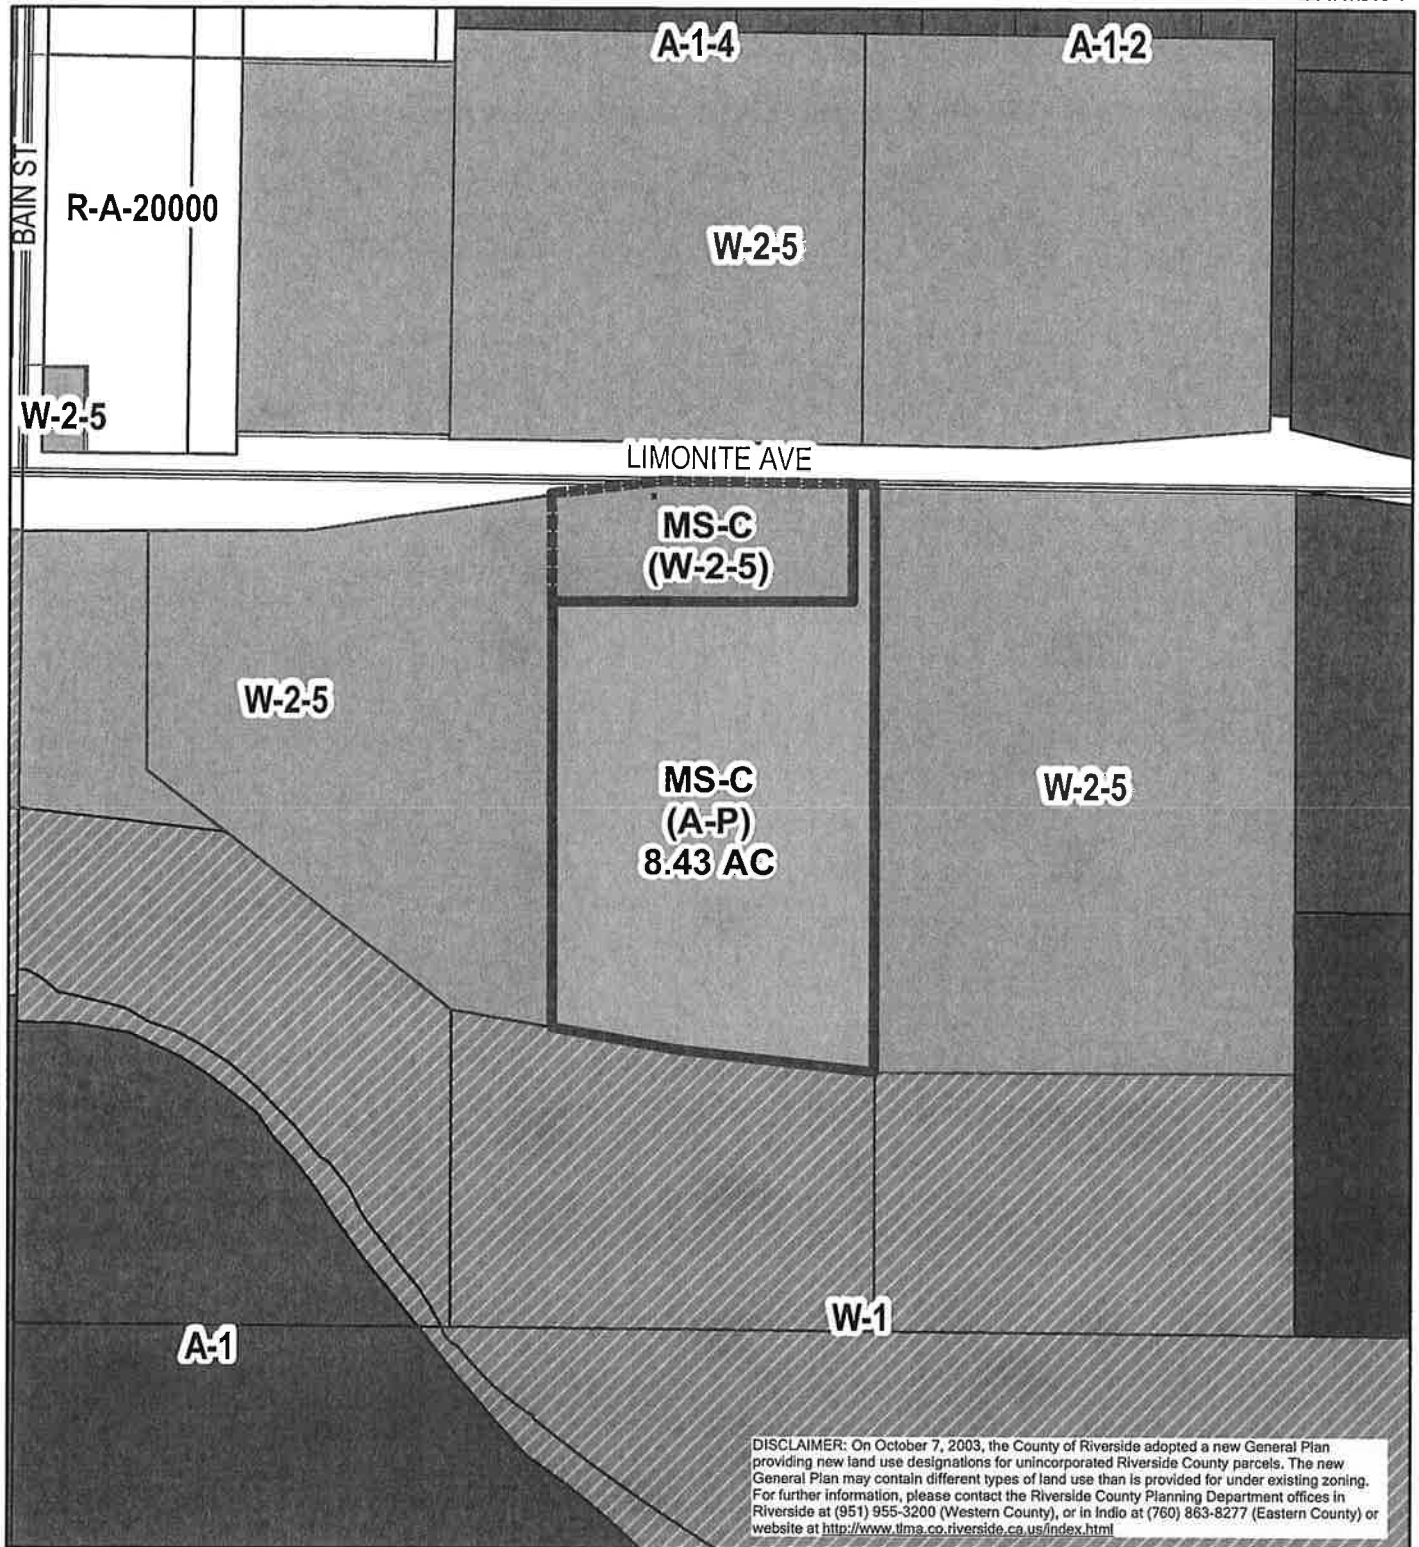 A-1-4
A-1-2
BAIN ST
R-A-20000
W-2-5
W-2-5
LIMONITE AVE
MS-C
(W-2-5)
W-2-5
MS-C
(A-P)
8.43 AC
W-2-5
W-1
A-1
DISCLAIMER: On October 7, 2003, the County of Riverside adopted a new General Plan
providing new land use designations for unincorporated Riverside County parcels. The new
General Plan may contain different types of land use than is provided for under existing zoning.
For further information, please contact the Riverside County Planning Department offices in
Riverside at (951) 955-3200 (Western County), or in Indio at (760) 863-8277 (Eastern County) or
website at http://www.tlma.co.riverside.ca.us/index.html